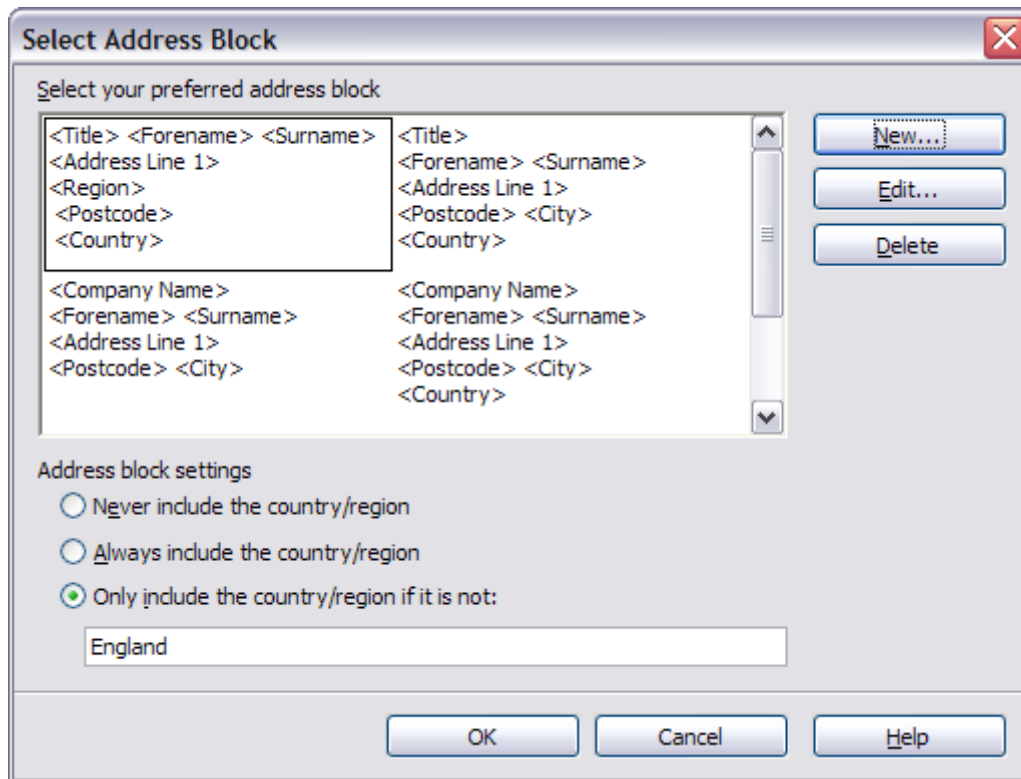 Select Address Block
Select your preferred address block
<Title> <Forename> <Surname>
<Address Line 1>
<Region>
<Postcode>
<Country>
<Title>
<Forename> <Surname>
<Address Line 1>
<Postcode> <City>
<Country>
<Company Name>
<Forename> <Surname>
<Address Line 1>
<Postcode> <City>
<Company Name>
<Forename> <Surname>
<Address Line 1>
<Postcode> <City>
<Country>
New...
Edit...
Delete
Address block settings
Never include the country/region
Always include the country/region
Only include the country/region if it is not:
England
OK
Cancel
Help